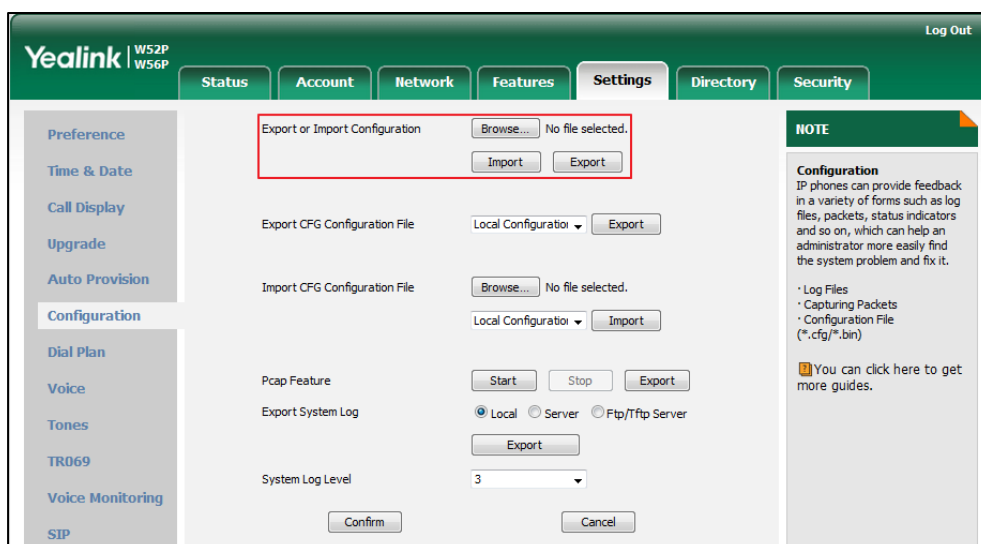 Log Out
Yealink | W52P
W56P
Status Account Network Features Settings Directory Security
Preference
Time & Date
Call Display
Upgrade
Auto Provision
Configuration
Dial Plan
Voice
Tones
TR069
Voice Monitoring
SIP
Export or Import Configuration Browse... No file selected.
Import Export
Export CFG Configuration File Local Configuration Export
Import CFG Configuration File Browse... No file selected.
Local Configuration Import
Pcap Feature Start Stop Export
Export System Log Local Server Ftp/Tftp Server
Export
System Log Level 3
Confirm Cancel
NOTE
Configuration
IP phones can provide feedback
in a variety of forms such as log
files, packets, status indicators
and so on, which can help an
administrator more easily find
the system problem and fix it.
· Log Files
· Capturing Packets
· Configuration File
(*.cfg/*.bin)
You can click here to get
more guides.